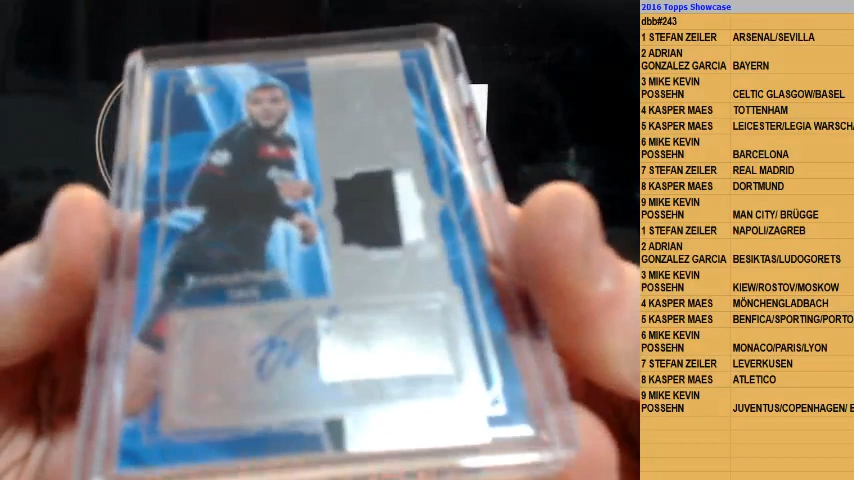 2016 Topps Showcase
dbb#243
1 STEFAN ZEILER ARSENAL/SEVILLA
2 ADRIAN
GONZALEZ GARCIA BAYERN
3 MIKE KEVIN
POSSEHN CELTIC GLASGOW/BASEL
4 KASPER MAES TOTTENHAM
5 KASPER MAES LEICESTER/LEGIA WARSCHA
6 MIKE KEVIN
POSSEHN BARCELONA
7 STEFAN ZEILER REAL MADRID
8 KASPER MAES DORTMUND
9 MIKE KEVIN
POSSEHN MAN CITY/ BRÜGGE
1 STEFAN ZEILER NAPOLI/ZAGREB
2 ADRIAN
GONZALEZ GARCIA BESIKTAS/LUDOGORETS
3 MIKE KEVIN
POSSEHN KIEW/ROSTOV/MOSKOW
4 KASPER MAES MÖNCHENGLADBACH
5 KASPER MAES BENFICA/SPORTING/PORTO
6 MIKE KEVIN
POSSEHN MONACO/PARIS/LYON
7 STEFAN ZEILER LEVERKUSEN
8 KASPER MAES ATLETICO
9 MIKE KEVIN
POSSEHN JUVENTUS/COPENHAGEN/ E